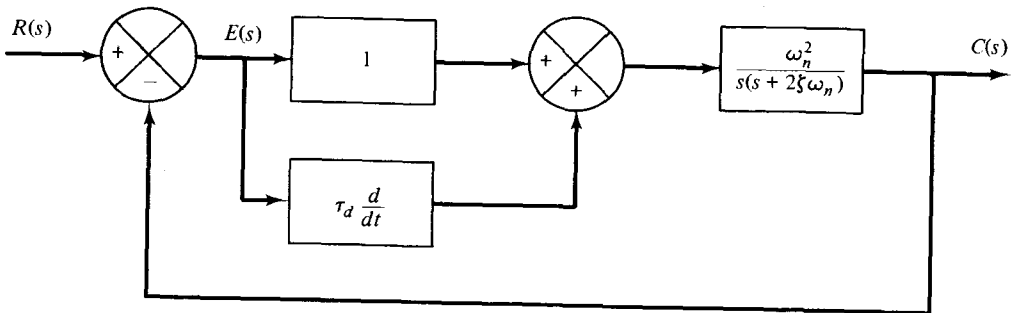 R(s)
+
−
E(s)
1
+
+
ω_n^2
s(s + 2ζω_n)
C(s)
τ_d d
dt